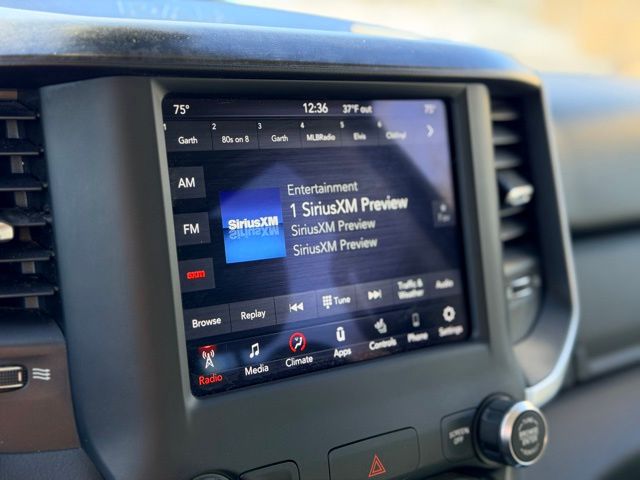 75°
12:36
37°F out
75°
1 Garth
2 80s on 8
3 Garth
4 MLBRadio
5 Elvis
6
AM
FM
SiriusXM
Entertainment
1 SiriusXM Preview
SiriusXM Preview
SiriusXM Preview
Browse
Replay
Tune
Traffic & Weather
Audio
Radio
Media
Climate
Apps
Controls
Phone
Settings
SCREEN OFF